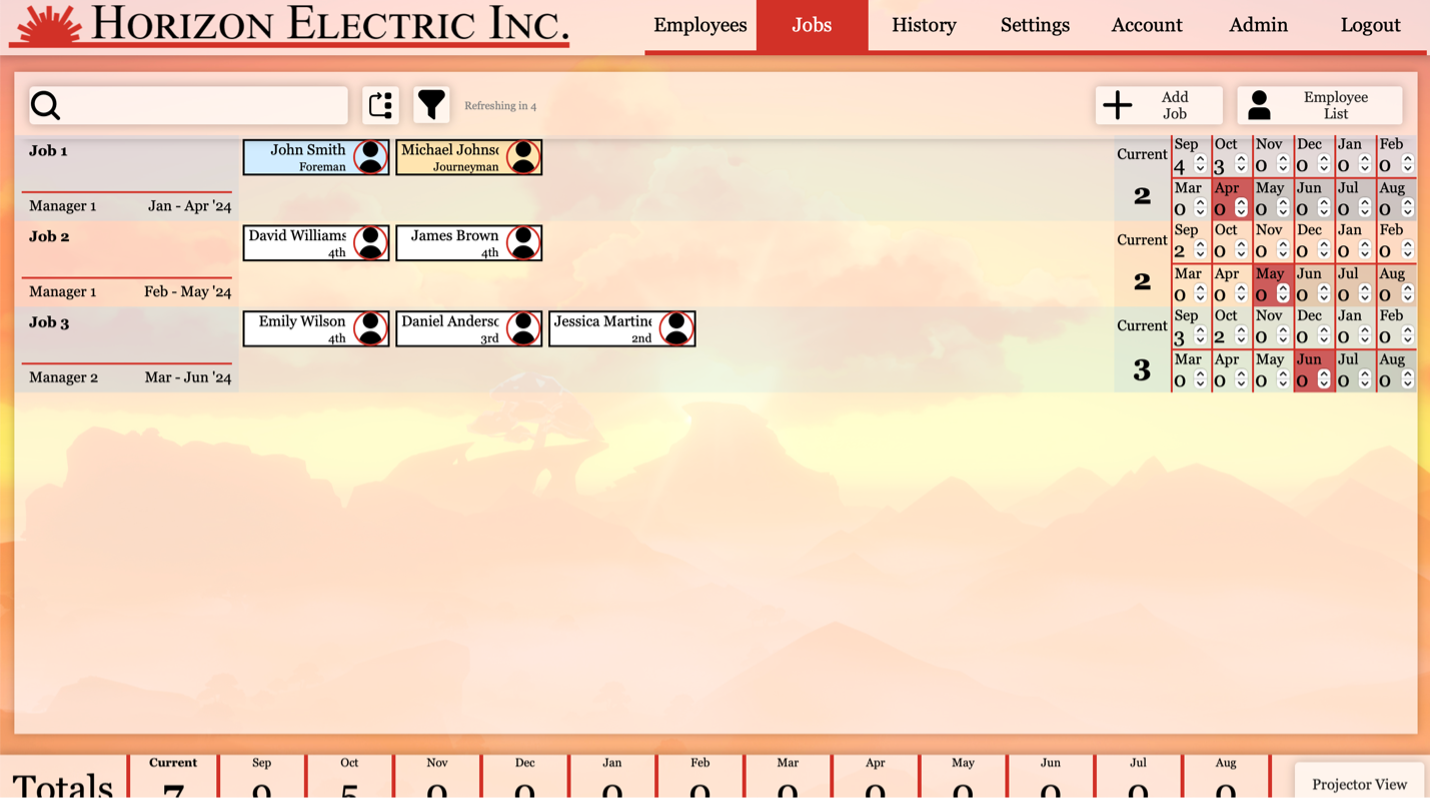 HORIZON ELECTRIC INC.
Employees Jobs History Settings Account Admin Logout
Refreshing in 4
Add
Job
Employee
List
Job 1
Manager 1 Jan - Apr '24
John Smith
Foreman
Michael Johnsc
Journeyman
Current
2
Sep Oct Nov Dec Jan Feb
4 3 0 0 0 0
Mar Apr May Jun Jul Aug
0 0 0 0 0 0
Job 2
Manager 1 Feb - May '24
David Williams
4th
James Brown
4th
Current
2
Sep Oct Nov Dec Jan Feb
2 0 0 0 0 0
Mar Apr May Jun Jul Aug
0 0 0 0 0 0
Job 3
Manager 2 Mar - Jun '24
Emily Wilson
4th
Daniel Andersc
3rd
Jessica Martine
2nd
Current
3
Sep Oct Nov Dec Jan Feb
3 2 0 0 0 0
Mar Apr May Jun Jul Aug
0 0 0 0 0 0
Totals
Current Sep Oct Nov Dec Jan Feb Mar Apr May Jun Jul Aug
7 9 5 0 0 0 0 0 0 0 0 0 0
Projector View